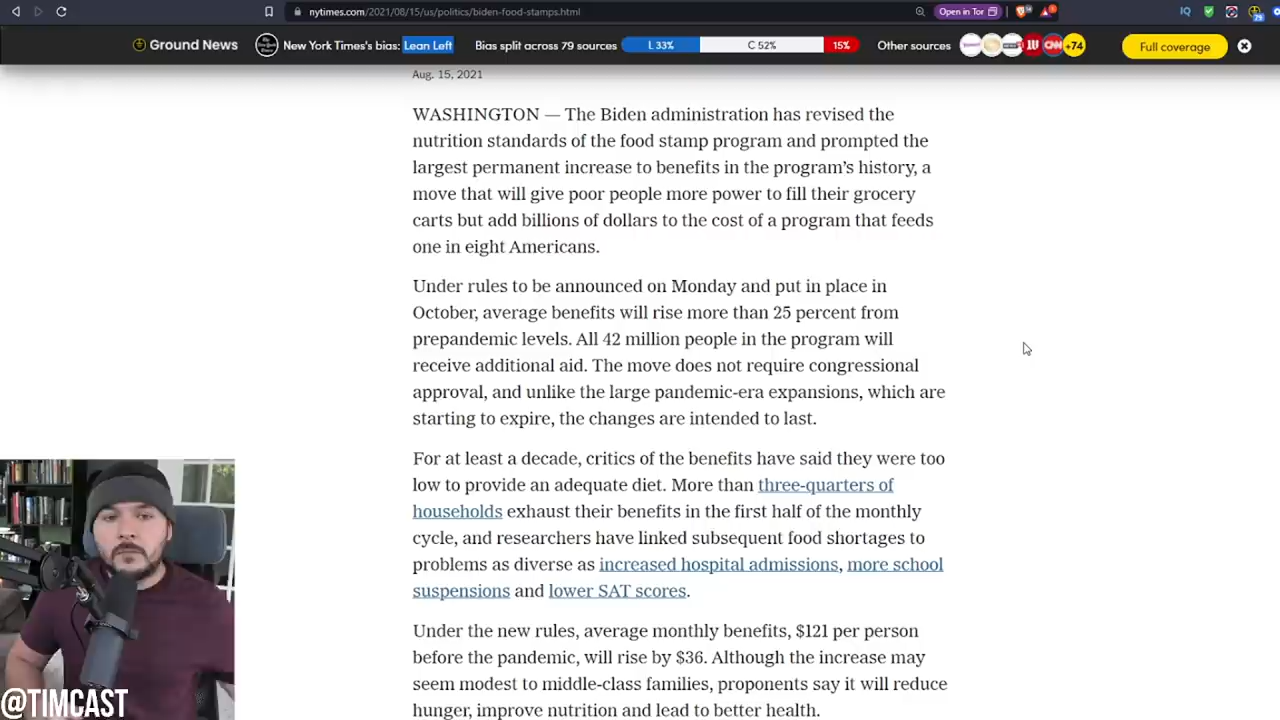 nytimes.com/2021/08/15/us/politics/biden-food-stamps.html
Open in Tor
IQ
Ground News
New York Times's bias: Lean Left
Bias split across 79 sources
L 33%
C 52%
15%
Other sources
CNN
+74
Full coverage
Aug. 15, 2021
WASHINGTON — The Biden administration has revised the
nutrition standards of the food stamp program and prompted the
largest permanent increase to benefits in the program's history, a
move that will give poor people more power to fill their grocery
carts but add billions of dollars to the cost of a program that feeds
one in eight Americans.
Under rules to be announced on Monday and put in place in
October, average benefits will rise more than 25 percent from
prepandemic levels. All 42 million people in the program will
receive additional aid. The move does not require congressional
approval, and unlike the large pandemic-era expansions, which are
starting to expire, the changes are intended to last.
For at least a decade, critics of the benefits have said they were too
low to provide an adequate diet. More than three-quarters of
households exhaust their benefits in the first half of the monthly
cycle, and researchers have linked subsequent food shortages to
problems as diverse as increased hospital admissions, more school
suspensions and lower SAT scores.
Under the new rules, average monthly benefits, $121 per person
before the pandemic, will rise by $36. Although the increase may
seem modest to middle-class families, proponents say it will reduce
hunger, improve nutrition and lead to better health.
@TIMCAST